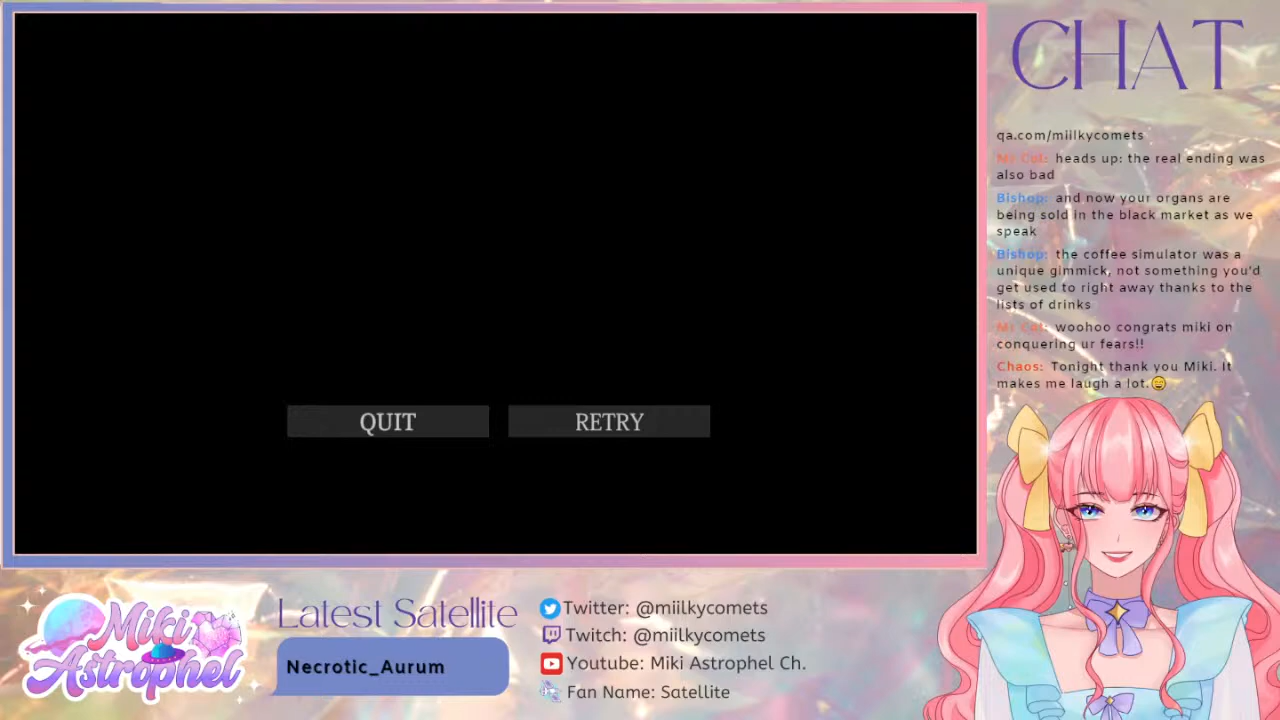 CHAT
qa.com/miilkycomets
Mr Cul: heads up: the real ending was
also bad
Bishop: and now your organs are
being sold in the black market as we
speak
Bishop: the coffee simulator was a
unique gimmick, not something you'd
get used to right away thanks to the
lists of drinks
Mr Cul: woohoo congrats miki on
conquering ur fears!!
Chaos: Tonight thank you Miki. It
makes me laugh a lot.😄
QUIT
RETRY
Miki
Astrophel
Latest Satellite
Necrotic_Aurum
Twitter: @miilkycomets
Twitch: @miilkycomets
Youtube: Miki Astrophel Ch.
Fan Name: Satellite